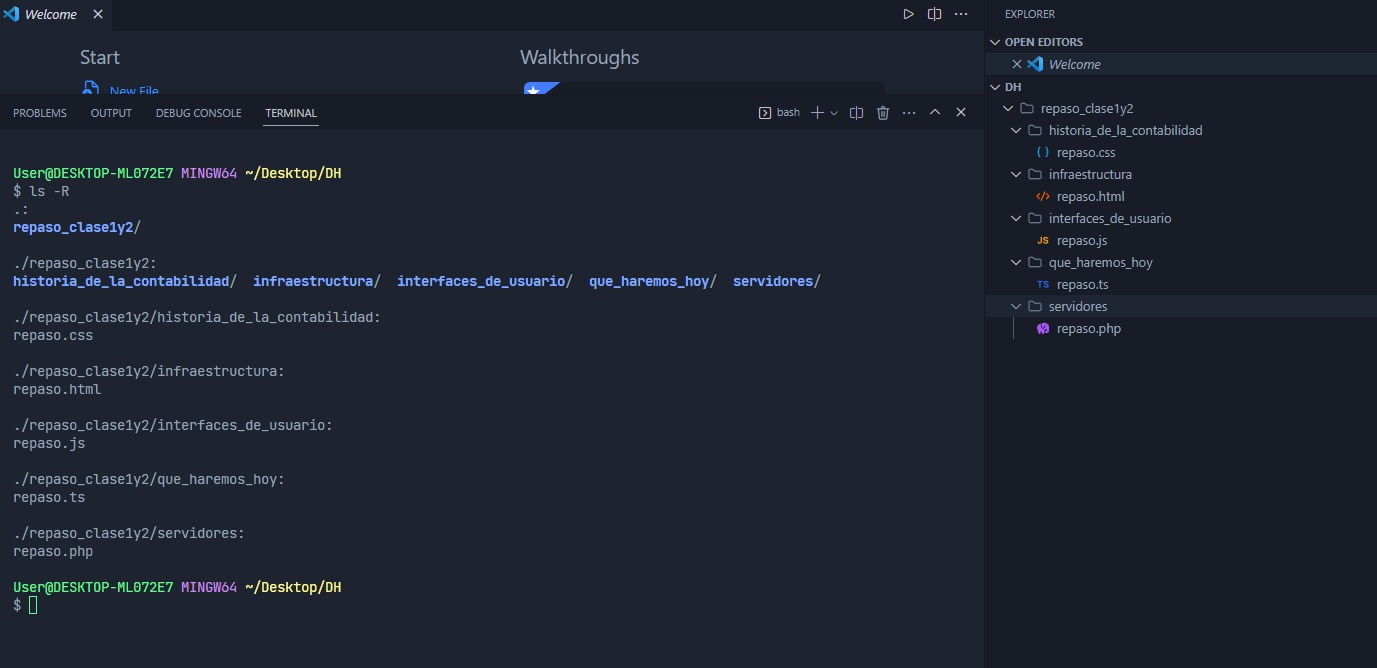 Welcome
Start
Walkthroughs
New File
PROBLEMS OUTPUT DEBUG CONSOLE TERMINAL bash
User@DESKTOP-ML072E7 MINGW64 ~/Desktop/DH
$ ls -R
.:
repaso_clase1y2/
./repaso_clase1y2:
historia_de_la_contabilidad/ infraestructura/ interfaces_de_usuario/ que_haremos_hoy/ servidores/
./repaso_clase1y2/historia_de_la_contabilidad:
repaso.css
./repaso_clase1y2/infraestructura:
repaso.html
./repaso_clase1y2/interfaces_de_usuario:
repaso.js
./repaso_clase1y2/que_haremos_hoy:
repaso.ts
./repaso_clase1y2/servidores:
repaso.php
User@DESKTOP-ML072E7 MINGW64 ~/Desktop/DH
$
EXPLORER
OPEN EDITORS
Welcome
DH
repaso_clase1y2
historia_de_la_contabilidad
{ } repaso.css
infraestructura
</> repaso.html
interfaces_de_usuario
JS repaso.js
que_haremos_hoy
TS repaso.ts
servidores
repaso.php